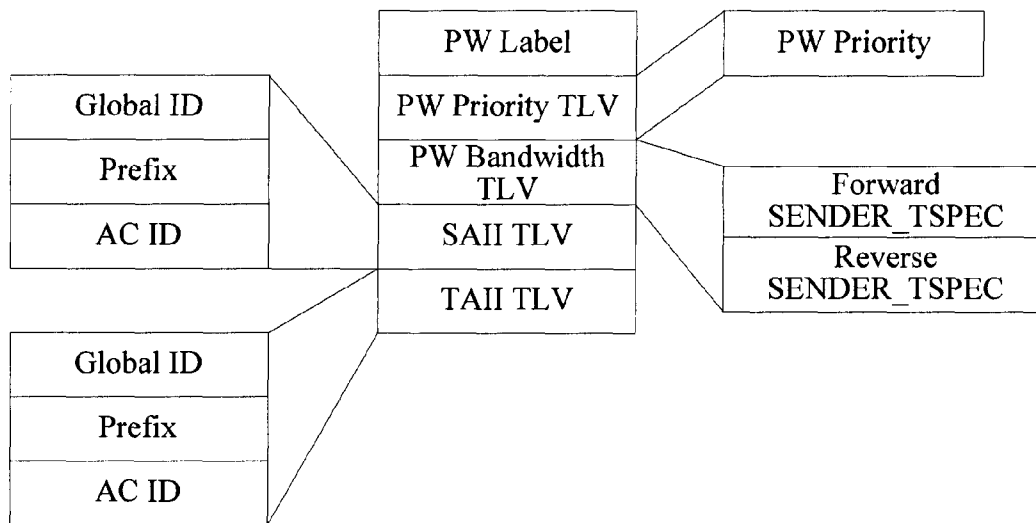 PW Label
PW Priority TLV
PW Bandwidth
TLV
SAII TLV
TAII TLV
PW Priority
Forward
SENDER_TSPEC
Reverse
SENDER_TSPEC
Global ID
Prefix
AC ID
Global ID
Prefix
AC ID